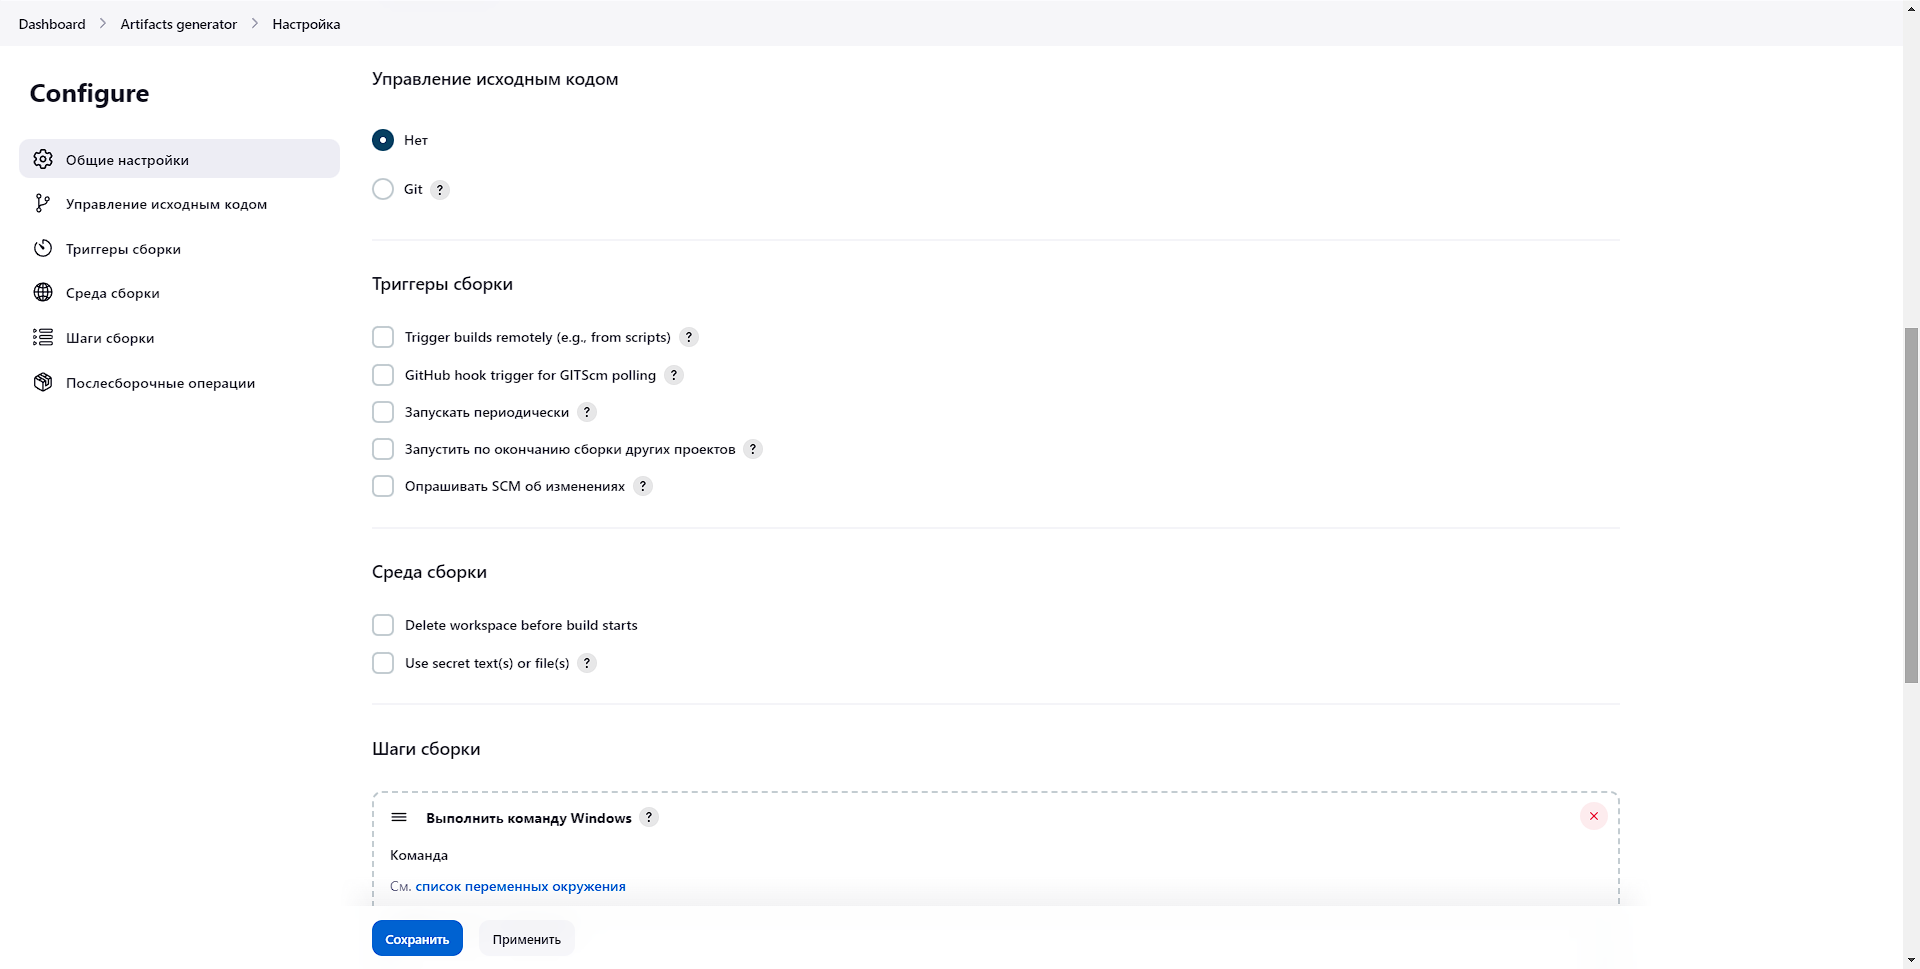 Dashboard > Artifacts generator > Настройка
Configure
Общие настройки
Управление исходным кодом
Триггеры сборки
Среда сборки
Шаги сборки
Послесборочные операции
Управление исходным кодом
Нет
Git ?
Триггеры сборки
Trigger builds remotely (e.g., from scripts) ?
GitHub hook trigger for GITScm polling ?
Запускать периодически ?
Запустить по окончанию сборки других проектов ?
Опрашивать SCM об изменениях ?
Среда сборки
Delete workspace before build starts
Use secret text(s) or file(s) ?
Шаги сборки
Выполнить команду Windows ?
Команда
См. список переменных окружения
Сохранить Применить